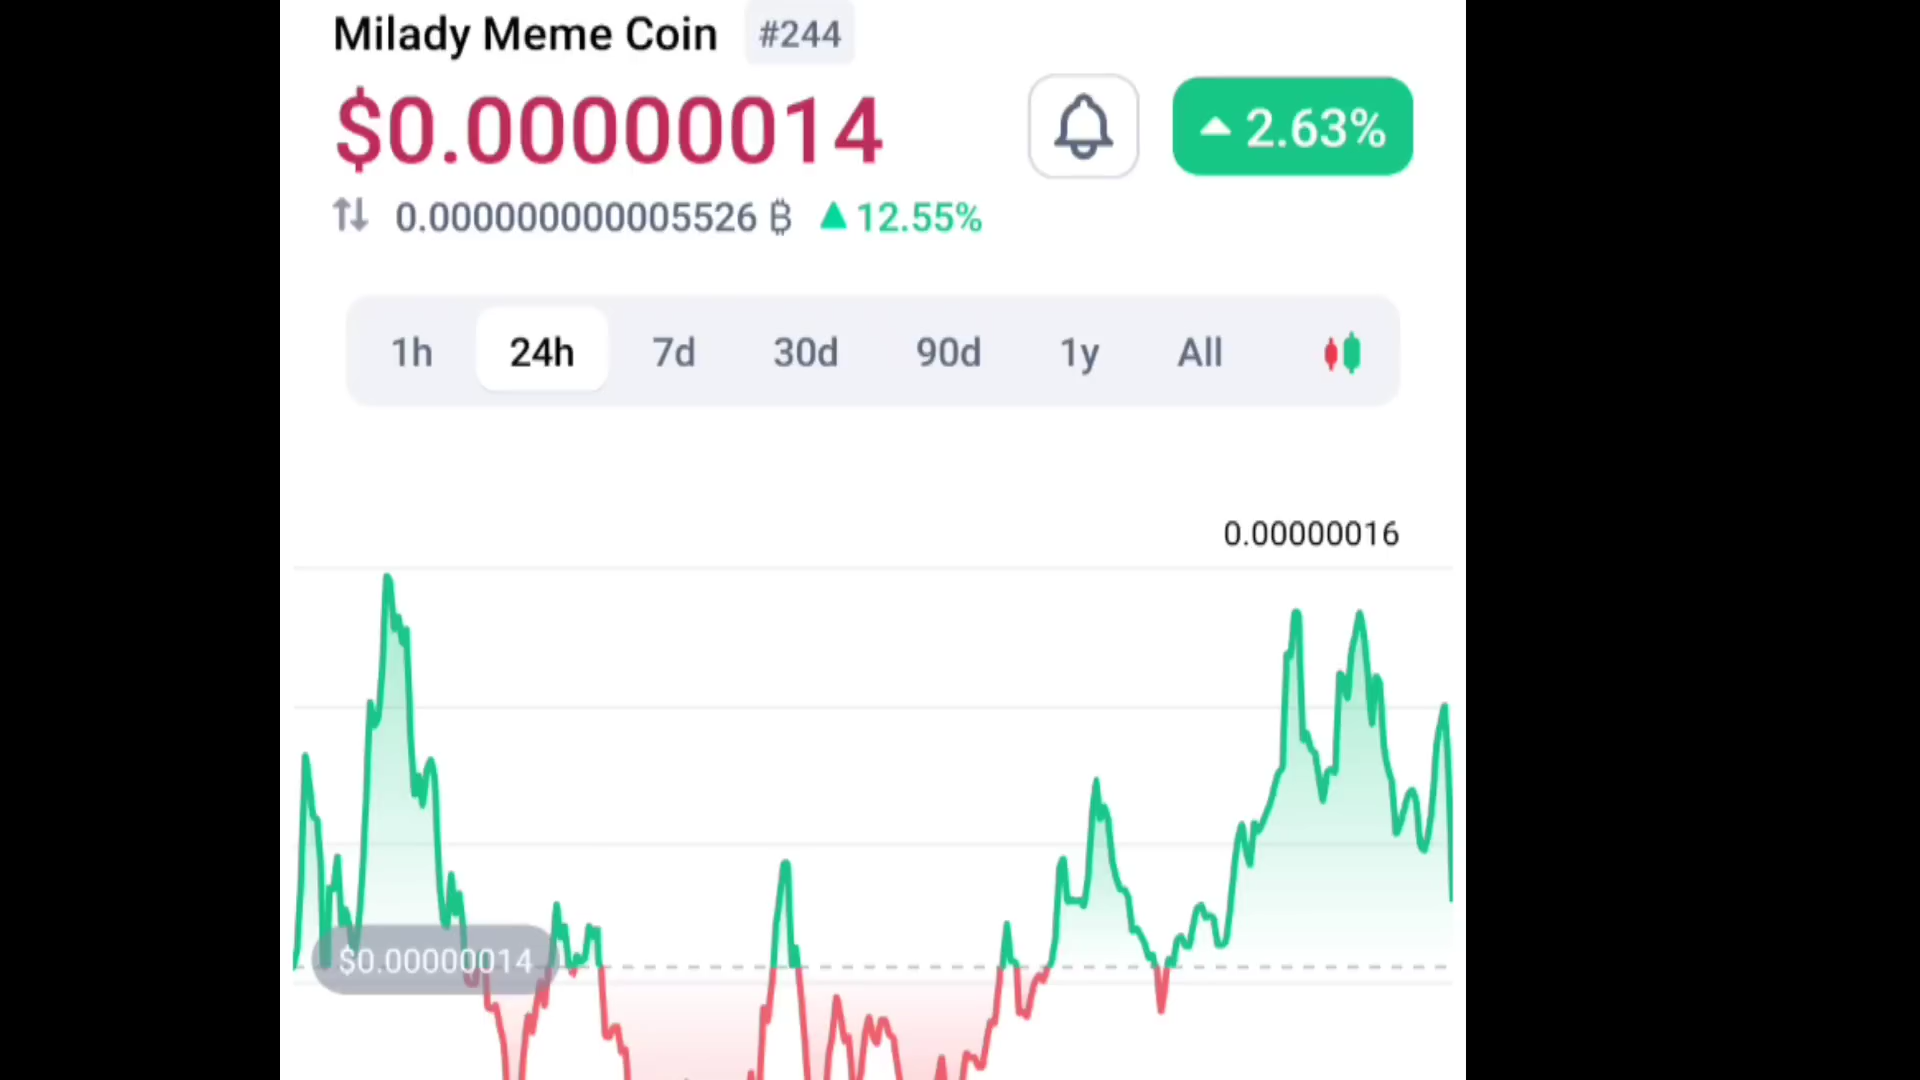 Milady Meme Coin #244
$0.00000014
2.63%
0.000000000005526 ₿ 12.55%
1h 24h 7d 30d 90d 1y All
0.00000016
$0.00000014